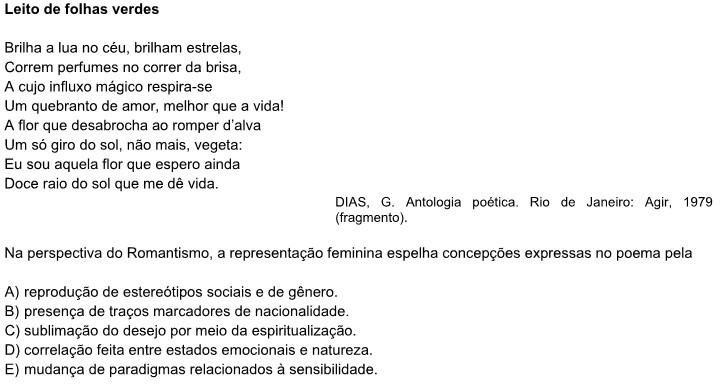 Leito de folhas verdes
Brilha a lua no céu, brilham estrelas,
Correm perfumes no correr da brisa,
A cujo influxo mágico respira-se
Um quebranto de amor, melhor que a vida!
A flor que desabrocha ao romper d’alva
Um só giro do sol, não mais, vegeta:
Eu sou aquela flor que espero ainda
Doce raio do sol que me dê vida.
DIAS, G. Antologia poética. Rio de Janeiro: Agir, 1979
(fragmento).
Na perspectiva do Romantismo, a representação feminina espelha concepções expressas no poema pela
A) reprodução de estereótipos sociais e de gênero.
B) presença de traços marcadores de nacionalidade.
C) sublimação do desejo por meio da espiritualização.
D) correlação feita entre estados emocionais e natureza.
E) mudança de paradigmas relacionados à sensibilidade.